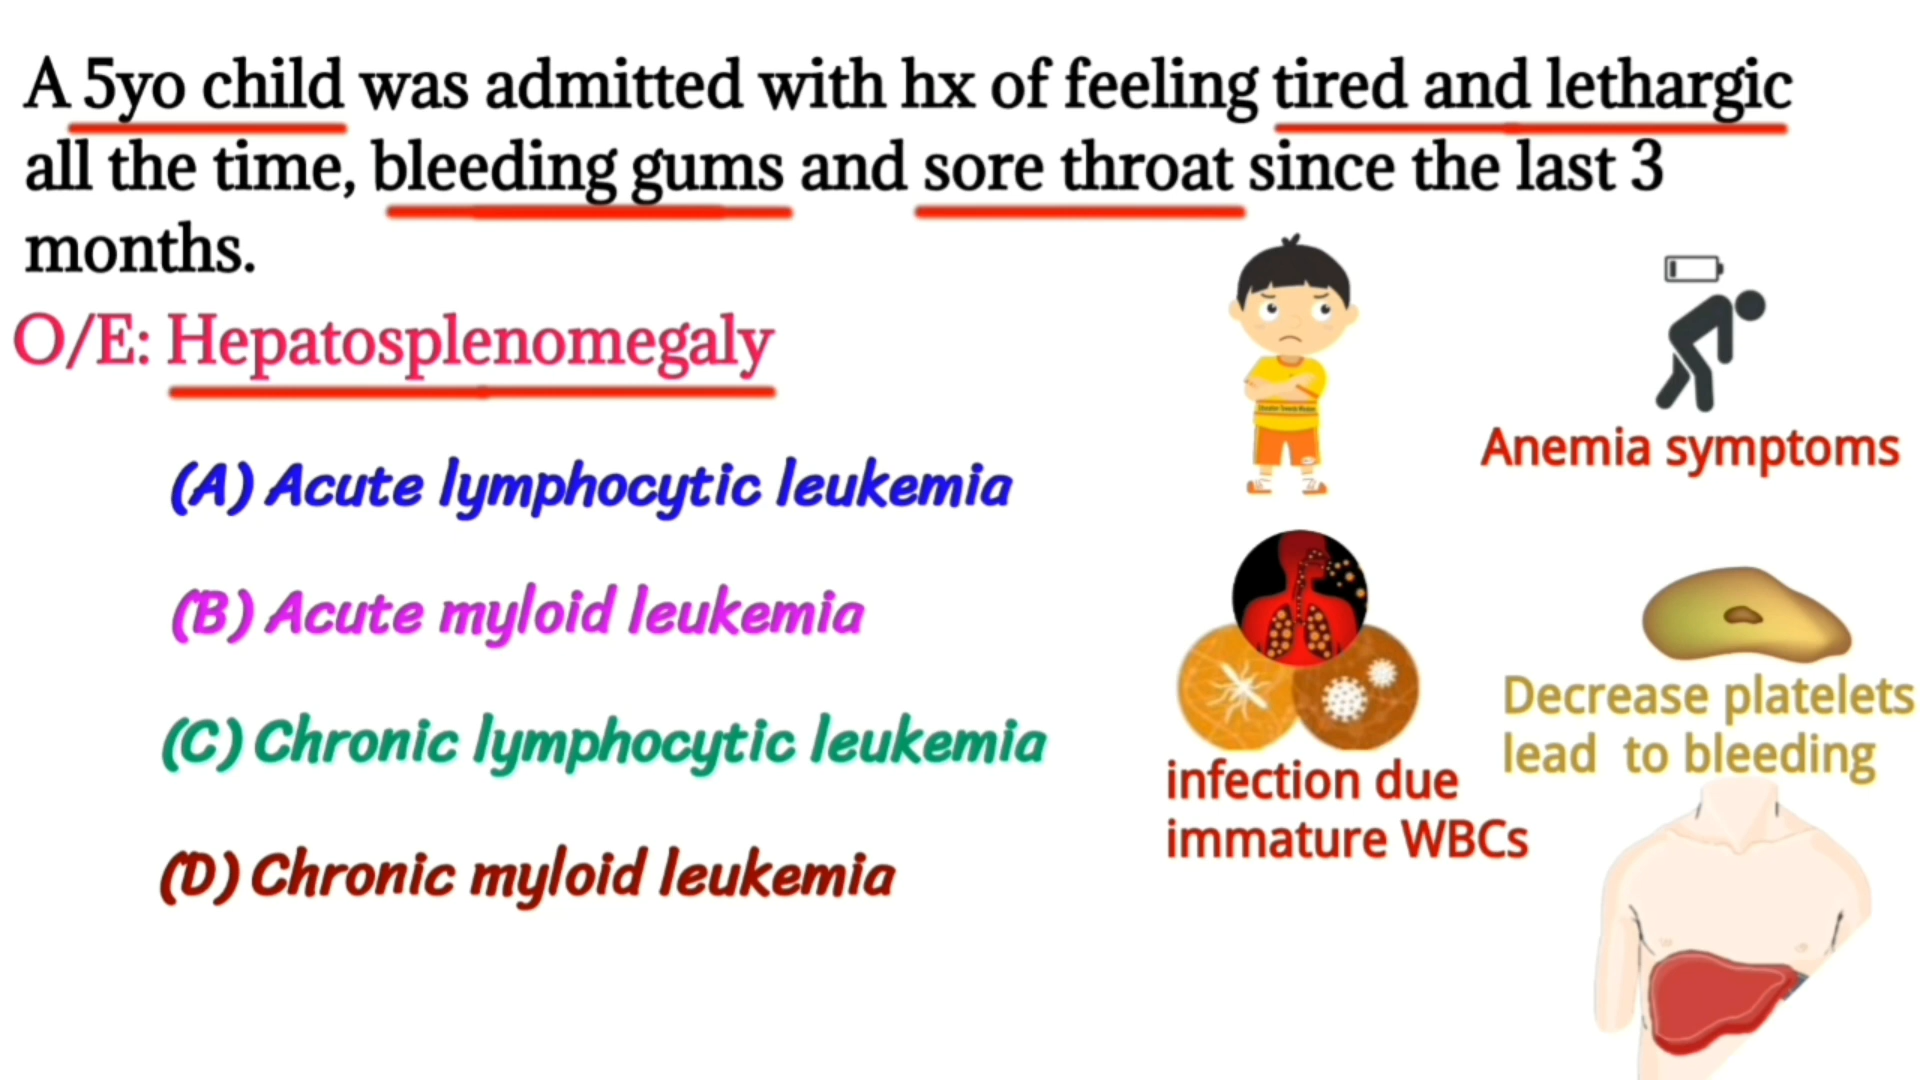 A 5yo child was admitted with hx of feeling tired and lethargic
all the time, bleeding gums and sore throat since the last 3
months.
O/E: Hepatosplenomegaly
(A) Acute lymphocytic leukemia
(B) Acute myloid leukemia
(C) Chronic lymphocytic leukemia
(D) Chronic myloid leukemia
Anemia symptoms
infection due
immature WBCs
Decrease platelets
lead to bleeding